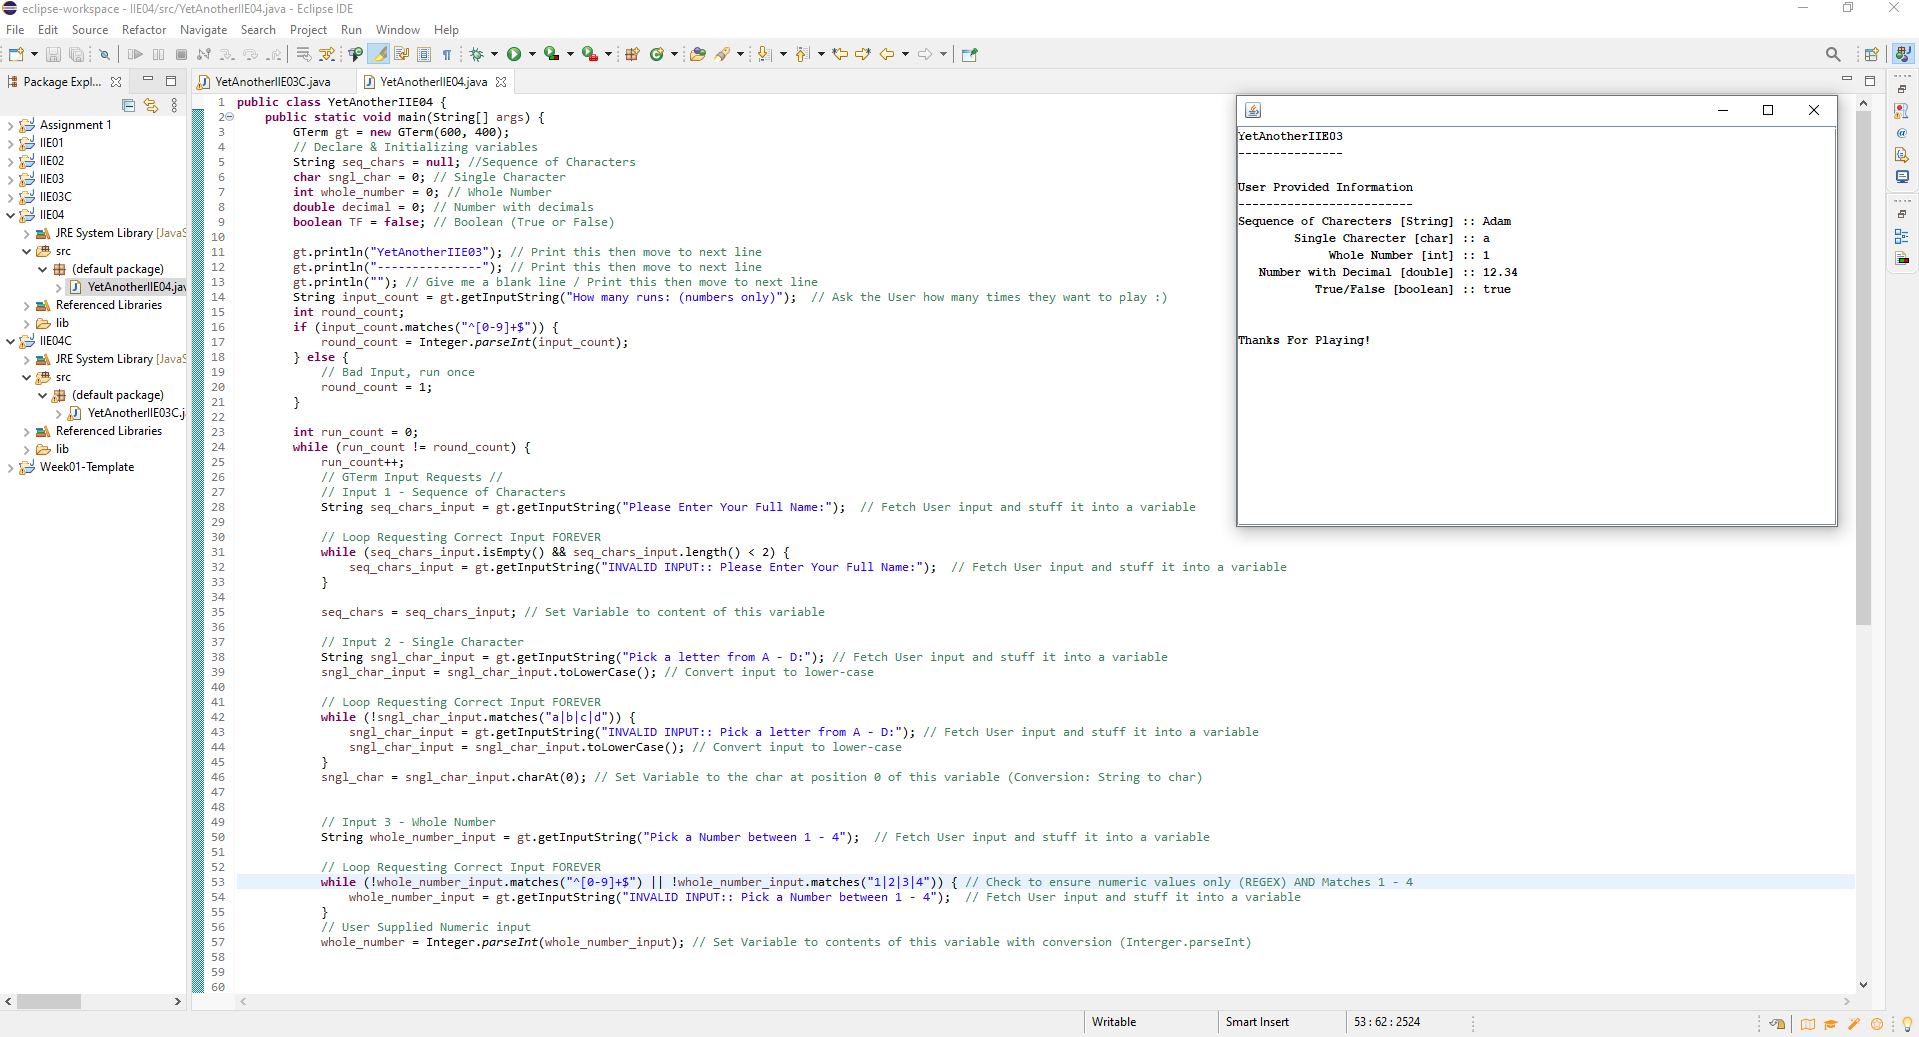 eclipse-workspace - IIE04/src/YetAnotherIIE04.java - Eclipse IDE
File Edit Source Refactor Navigate Search Project Run Window Help
Package Expl...
Assignment 1
IIE01
IIE02
IIE03
IIE03C
IIE04
JRE System Library [JavaS
src
(default package)
YetAnotherIIE04.jav
Referenced Libraries
lib
IIE04C
JRE System Library [JavaS
src
(default package)
YetAnotherIIE03C.j
Referenced Libraries
lib
Week01-Template
YetAnotherIIE03C.java YetAnotherIIE04.java
1 public class YetAnotherIIE04 {
2 public static void main(String[] args) {
3 GTerm gt = new GTerm(600, 400);
4 // Declare & Initializing variables
5 String seq_chars = null; //Sequence of Characters
6 char sngl_char = 0; // Single Character
7 int whole_number = 0; // Whole Number
8 double decimal = 0; // Number with decimals
9 boolean TF = false; // Boolean (True or False)
10
11 gt.println("YetAnotherIIE03"); // Print this then move to next line
12 gt.println("---------------"); // Print this then move to next line
13 gt.println(""); // Give me a blank line / Print this then move to next line
14 String input_count = gt.getInputString("How many runs: (numbers only)"); // Ask the User how many times they want to play :)
15 int round_count;
16 if (input_count.matches("^[0-9]+$")) {
17 round_count = Integer.parseInt(input_count);
18 } else {
19 // Bad Input, run once
20 round_count = 1;
21 }
22
23 int run_count = 0;
24 while (run_count != round_count) {
25 run_count++;
26 // GTerm Input Requests //
27 // Input 1 - Sequence of Characters
28 String seq_chars_input = gt.getInputString("Please Enter Your Full Name:"); // Fetch User input and stuff it into a variable
29
30 // Loop Requesting Correct Input FOREVER
31 while (seq_chars_input.isEmpty() && seq_chars_input.length() < 2) {
32 seq_chars_input = gt.getInputString("INVALID INPUT:: Please Enter Your Full Name:"); // Fetch User input and stuff it into a variable
33 }
34
35 seq_chars = seq_chars_input; // Set Variable to content of this variable
36
37 // Input 2 - Single Character
38 String sngl_char_input = gt.getInputString("Pick a letter from A - D:"); // Fetch User input and stuff it into a variable
39 sngl_char_input = sngl_char_input.toLowerCase(); // Convert input to lower-case
40
41 // Loop Requesting Correct Input FOREVER
42 while (!sngl_char_input.matches("a|b|c|d")) {
43 sngl_char_input = gt.getInputString("INVALID INPUT:: Pick a letter from A - D:"); // Fetch User input and stuff it into a variable
44 sngl_char_input = sngl_char_input.toLowerCase(); // Convert input to lower-case
45 }
46 sngl_char = sngl_char_input.charAt(0); // Set Variable to the char at position 0 of this variable (Conversion: String to char)
47
48
49 // Input 3 - Whole Number
50 String whole_number_input = gt.getInputString("Pick a Number between 1 - 4"); // Fetch User input and stuff it into a variable
51
52 // Loop Requesting Correct Input FOREVER
53 while (!whole_number_input.matches("^[0-9]+$") || !whole_number_input.matches("1|2|3|4")) { // Check to ensure numeric values only (REGEX) AND Matches 1 - 4
54 whole_number_input = gt.getInputString("INVALID INPUT:: Pick a Number between 1 - 4"); // Fetch User input and stuff it into a variable
55 }
56 // User Supplied Numeric input
57 whole_number = Integer.parseInt(whole_number_input); // Set Variable to contents of this variable with conversion (Interger.parseInt)
58
59
60
YetAnotherIIE03
---------------
User Provided Information
-------------------------
Sequence of Charecters [String] :: Adam
Single Charecter [char] :: a
Whole Number [int] :: 1
Number with Decimal [double] :: 12.34
True/False [boolean] :: true
Thanks For Playing!
Writable Smart Insert 53 : 62 : 2524